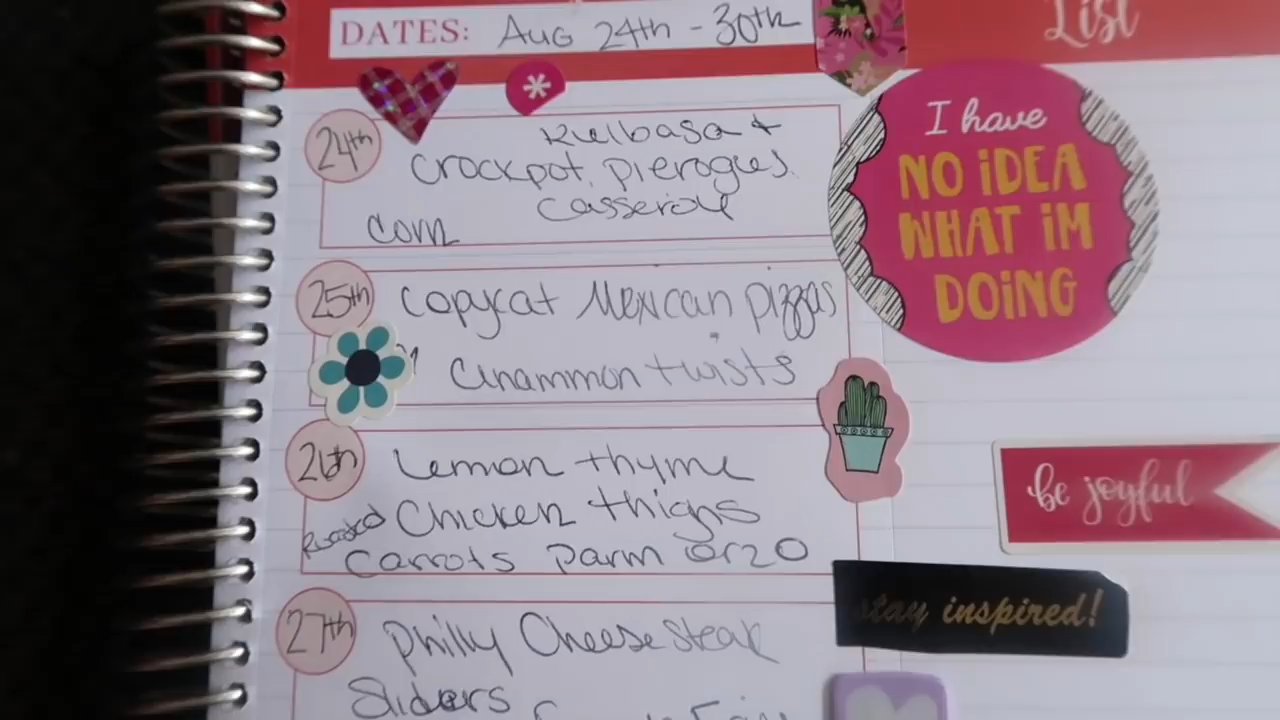 DATES: Aug 24th - 30th
List
24th
Kielbasa +
Crockpot pierogies
Casserole
Corn
I have
NO iDEA
WHAT iM
DOiNG
25th
Copycat Mexican pizzas
Cinammon twists
26th
Lemon thyme
Chicken thighs
Roasted
Carrots parm orzo
be joyful
stay inspired!
27th
Philly Cheese steak
Sliders